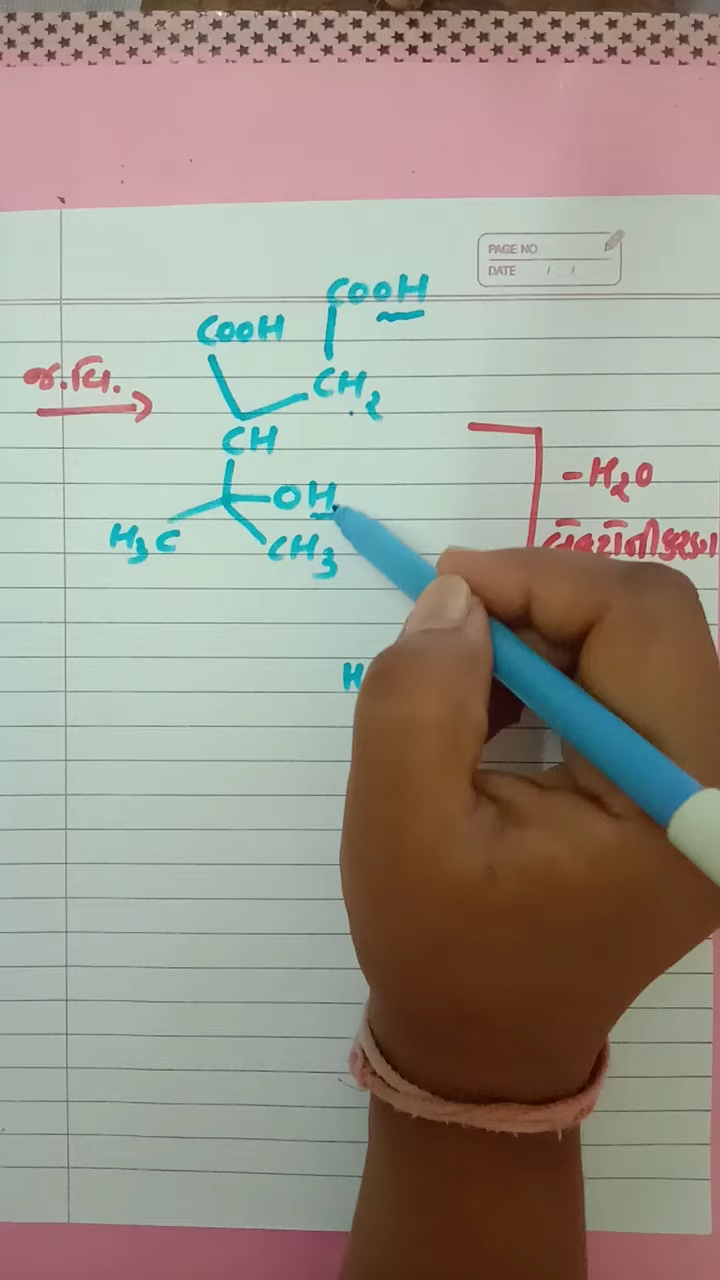 PAGE NO.
DATE / /
COOH
COOH
જ.વિ.
CH2
CH
-H2O
OH
H3C
CH3
H